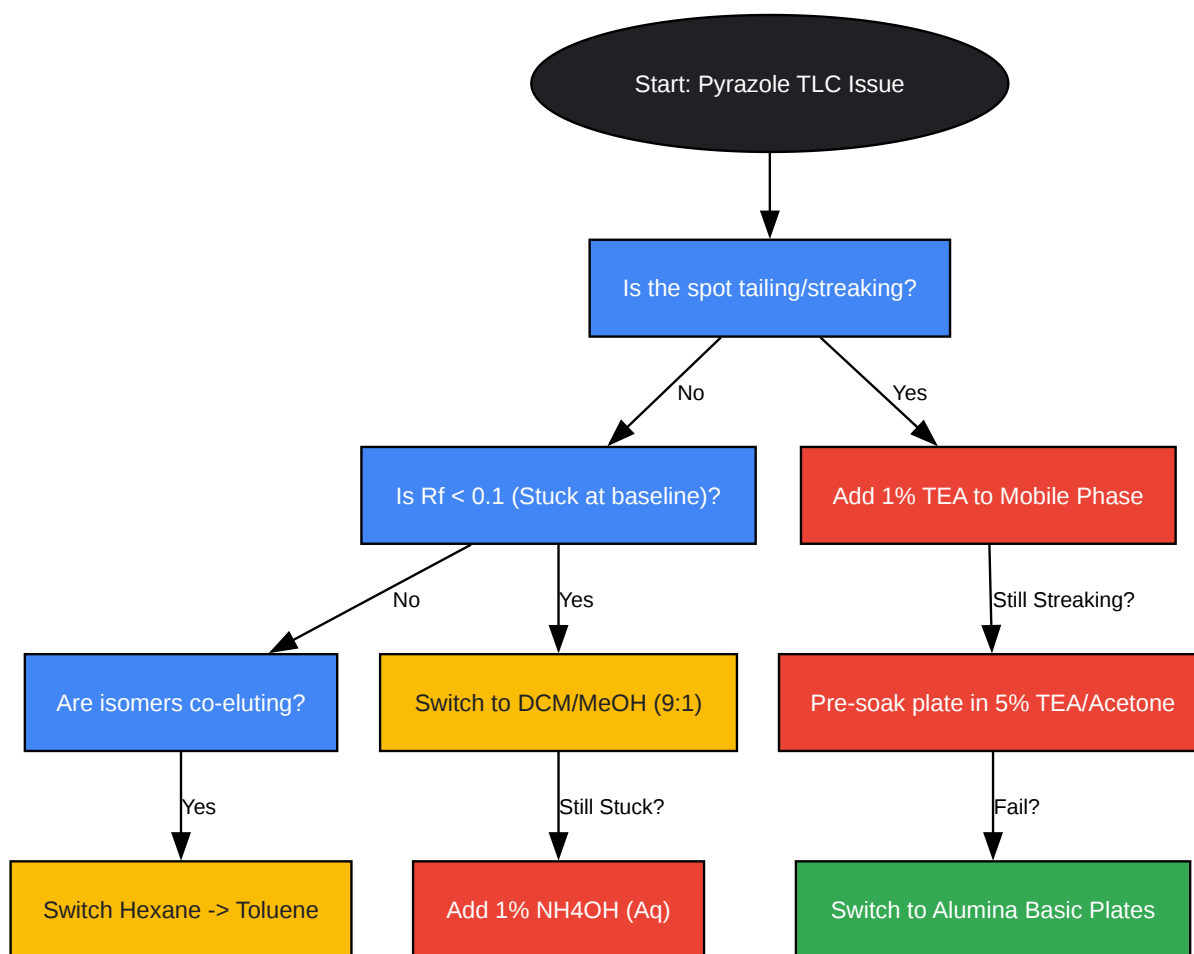 Start: Pyrazole TLC Issue
Is the spot tailing/streaking?
No
Yes
Is Rf < 0.1 (Stuck at baseline)?
Add 1% TEA to Mobile Phase
No
Yes
Still Streaking?
Are isomers co-eluting?
Switch to DCM/MeOH (9:1)
Pre-soak plate in 5% TEA/Acetone
Yes
Still Stuck?
Fail?
Switch Hexane -> Toluene
Add 1% NH4OH (Aq)
Switch to Alumina Basic Plates